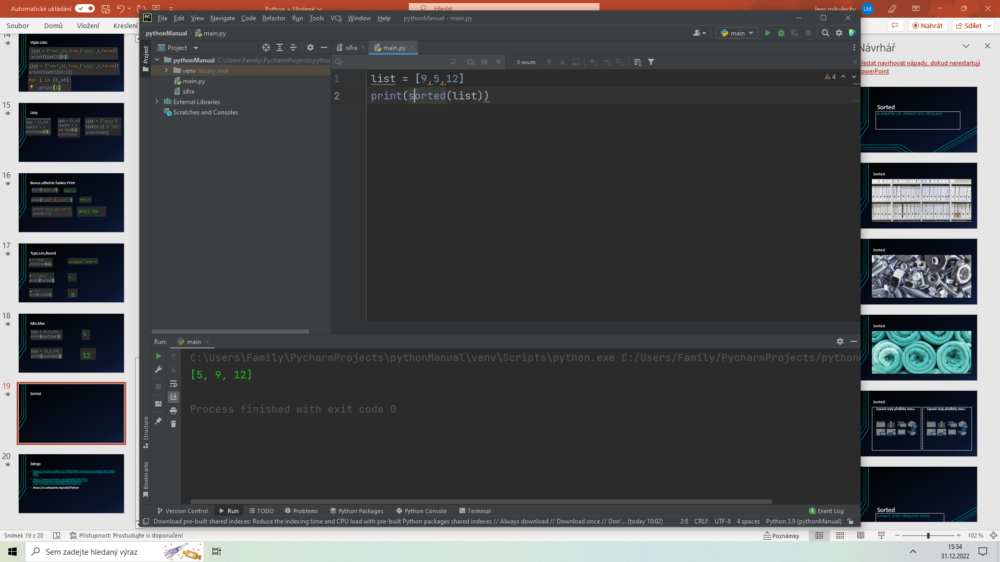 Automatické ukládání
Python • Uloženo
Hledat
leos mikulecky
LM
Soubor
Domů
Vložení
Kreslení
Nahrát
Sdílet
14
Výpis Listu
list = ["uwu",12,True,["ahoj",5,False]]
print(list[3][0])
list = ["uwu",12,True,["ahoj",5,False]]
print(list[3][0:2])
for i in [5,69]:
print(i)
15
Listy
list = [5,69]
list[0] = 8
list = ["ahoj"]
list[1:1] = "da"
print(list)
16
Bonus užitečne funkce Print
print("ahoj",5)
ahoj 5
ahoj 5a
17
Type,Len,Round
<class 'str'>
a = "ahoj"
print(len(a))
4
8
18
Min,Max
list = [5,9,12]
print(min(list))
5
list = [5,9,12]
print(max(list))
12
19
Sorted
20
Zdroje
https://cs.wikipedia.org/wiki/Python
PC
File
Edit
View
Navigate
Code
Refactor
Run
Tools
VCS
Window
Help
pythonManual - main.py
pythonManual
main.py
main
Project
Project
sifra
main.py
pythonManual C:\Users\Family\PycharmProjects\python
venv library root
main.py
sifra
External Libraries
Scratches and Consoles
Cc
W
.*
0 results
1
list = [9,5,12]
4
2
print(sorted(list))
Run:
main
C:\Users\Family\PycharmProjects\pythonManual\venv\Scripts\python.exe C:/Users/Family/PycharmProjects/python
[5, 9, 12]
Process finished with exit code 0
Structure
Bookmarks
Version Control
Run
TODO
Problems
Python Packages
Python Console
Terminal
1 Event Log
Download pre-built shared indexes: Reduce the indexing time and CPU load with pre-built Python packages shared indexes // Always download // Download once // Don'... (today 10:02)
2:8
CRLF
UTF-8
4 spaces
Python 3.9 (pythonManual)
Návrhář
řestat navrhovat nápady, dokud nerestartuji
owerPoint
Sorted
KLIKNUTÍM LZE UPRAVIT STYL PŘEDLOHY.
Sorted
Sorted
Sorted
Sorted
Upravit styly předlohy textu.
Upravit styly předlohy textu.
Sorted
UPRAVIT STYLY PŘEDLOHY TEXTU.
Snímek 19 z 20
Přístupnost: Prostudujte si doporučení
Poznámky
102 %
Sem zadejte hledaný výraz
15:34
31.12.2022